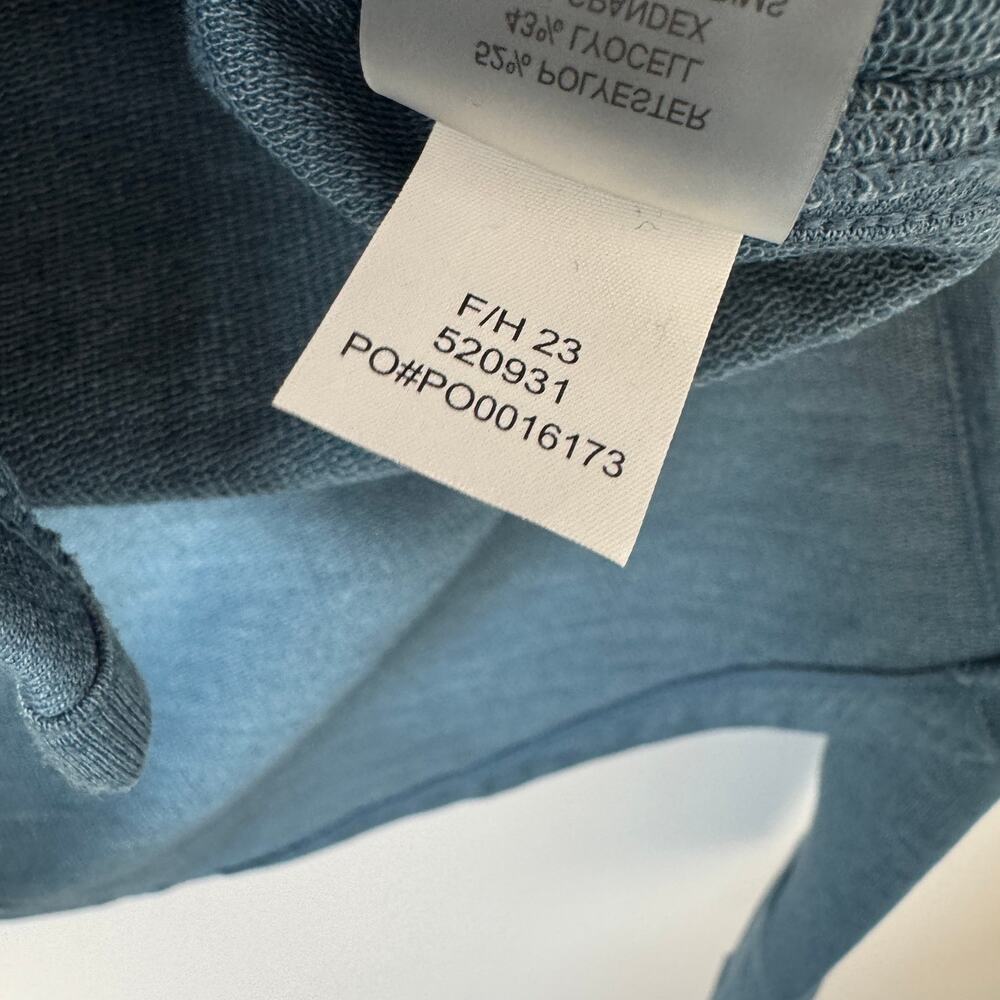 52% POLYESTER
43% LYOCELL
SPANDEX
F/H 23
520931
PO#PO0016173